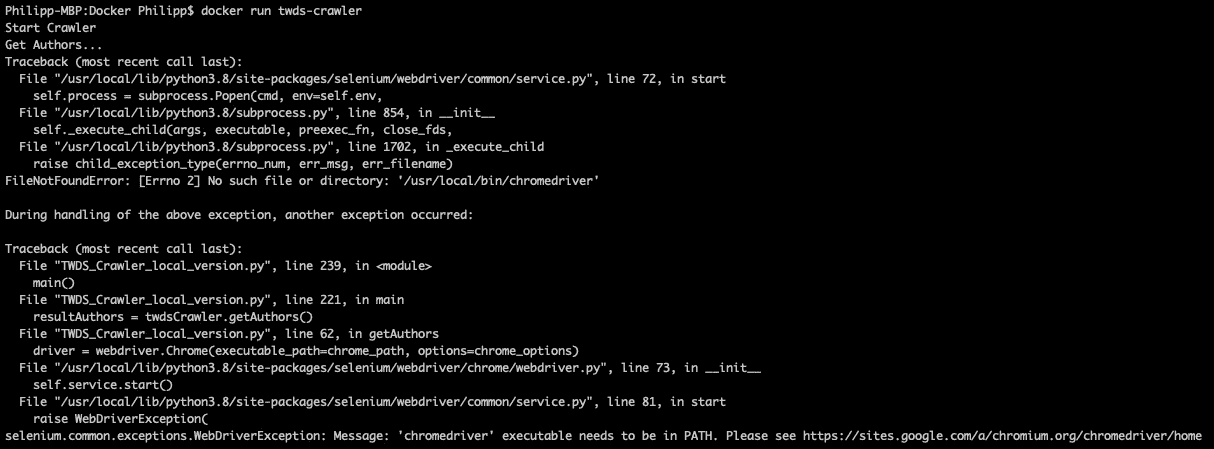 Philipp-MBP:Docker Philipp$ docker run twds-crawler
Start Crawler
Get Authors...
Traceback (most recent call last):
  File "/usr/local/lib/python3.8/site-packages/selenium/webdriver/common/service.py", line 72, in start
    self.process = subprocess.Popen(cmd, env=self.env,
  File "/usr/local/lib/python3.8/subprocess.py", line 854, in __init__
    self._execute_child(args, executable, preexec_fn, close_fds,
  File "/usr/local/lib/python3.8/subprocess.py", line 1702, in _execute_child
    raise child_exception_type(errno_num, err_msg, err_filename)
FileNotFoundError: [Errno 2] No such file or directory: '/usr/local/bin/chromedriver'

During handling of the above exception, another exception occurred:

Traceback (most recent call last):
  File "TWDS_Crawler_local_version.py", line 239, in <module>
    main()
  File "TWDS_Crawler_local_version.py", line 221, in main
    resultAuthors = twdsCrawler.getAuthors()
  File "TWDS_Crawler_local_version.py", line 62, in getAuthors
    driver = webdriver.Chrome(executable_path=chrome_path, options=chrome_options)
  File "/usr/local/lib/python3.8/site-packages/selenium/webdriver/chrome/webdriver.py", line 73, in __init__
    self.service.start()
  File "/usr/local/lib/python3.8/site-packages/selenium/webdriver/common/service.py", line 81, in start
    raise WebDriverException(
selenium.common.exceptions.WebDriverException: Message: 'chromedriver' executable needs to be in PATH. Please see https://sites.google.com/a/chromium.org/chromedriver/home